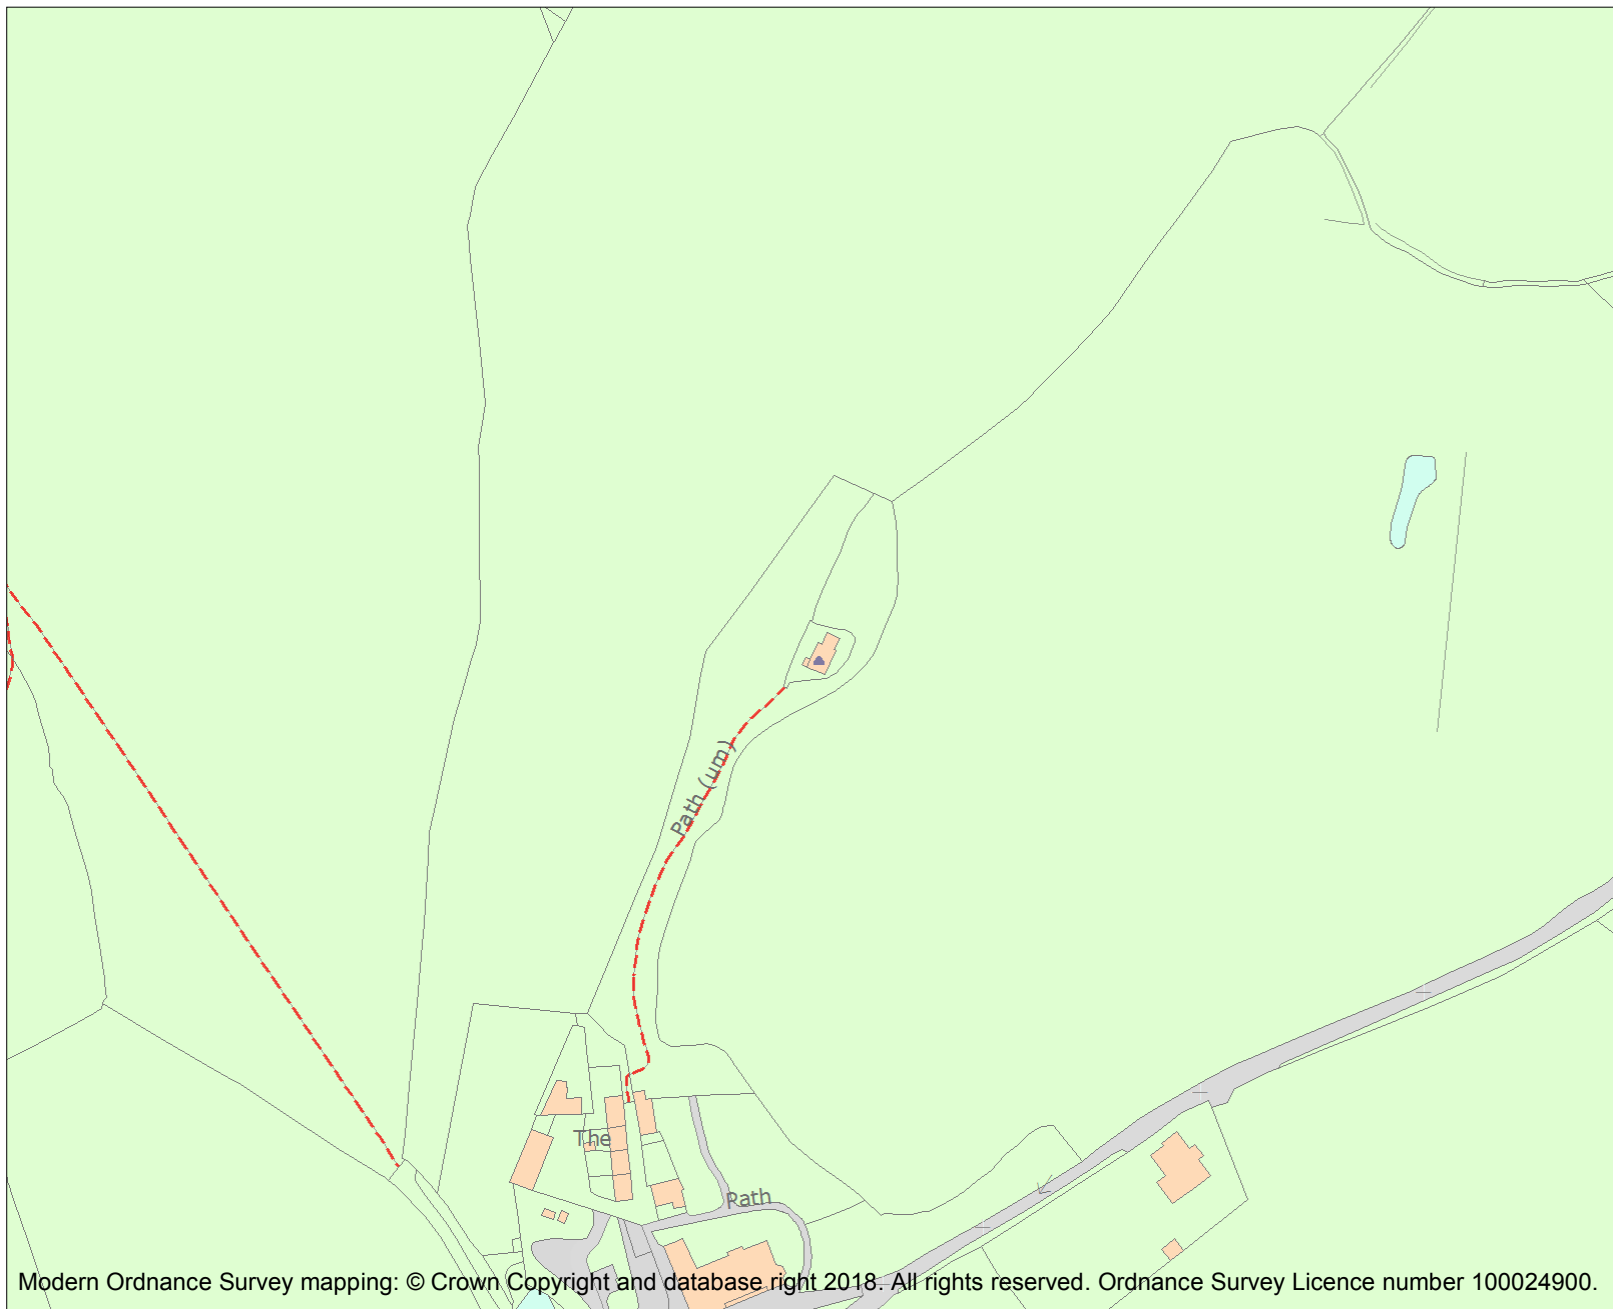 Path (um)
The
Path
Modern Ordnance Survey mapping: © Crown Copyright and database right 2018. All rights reserved. Ordnance Survey Licence number 100024900.